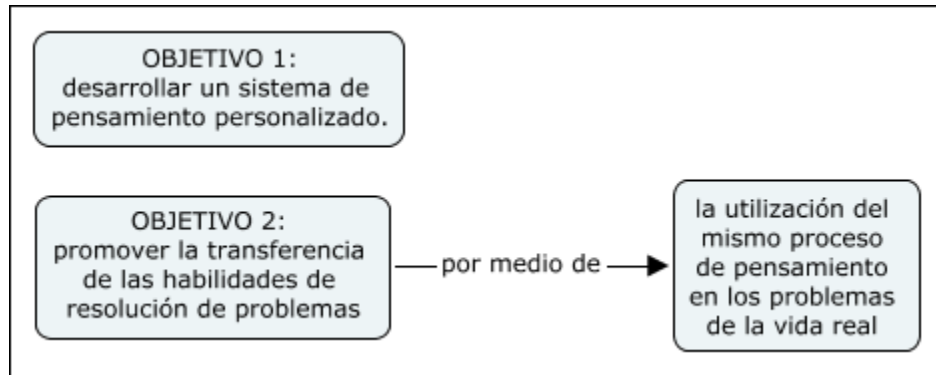 OBJETIVO 1:
desarrollar un sistema de
pensamiento personalizado.
OBJETIVO 2:
promover la transferencia
de las habilidades de
resolución de problemas
por medio de
la utilización del
mismo proceso
de pensamiento
en los problemas
de la vida real